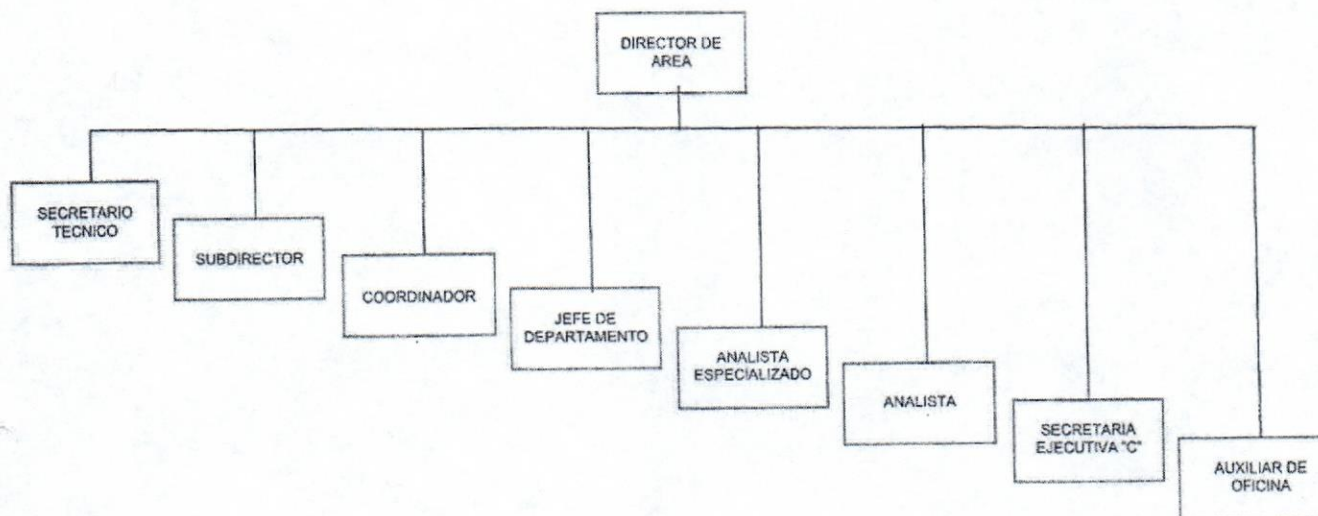 DIRECTOR DE
AREA
SECRETARIO
TECNICO
SUBDIRECTOR
COORDINADOR
JEFE DE
DEPARTAMENTO
ANALISTA
ESPECIALIZADO
ANALISTA
SECRETARIA
EJECUTIVA "C"
AUXILIAR DE
OFICINA